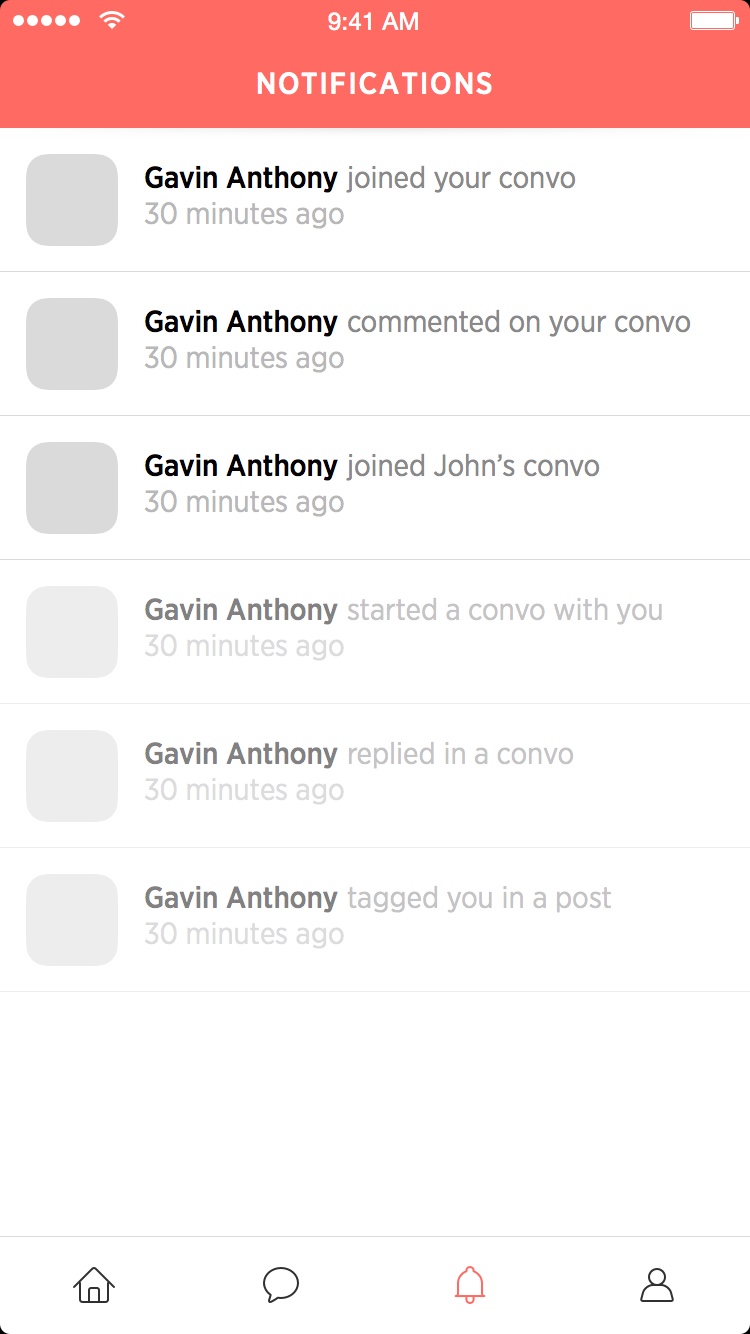 9:41 AM
NOTIFICATIONS
Gavin Anthony joined your convo
30 minutes ago
Gavin Anthony commented on your convo
30 minutes ago
Gavin Anthony joined John’s convo
30 minutes ago
Gavin Anthony started a convo with you
30 minutes ago
Gavin Anthony replied in a convo
30 minutes ago
Gavin Anthony tagged you in a post
30 minutes ago